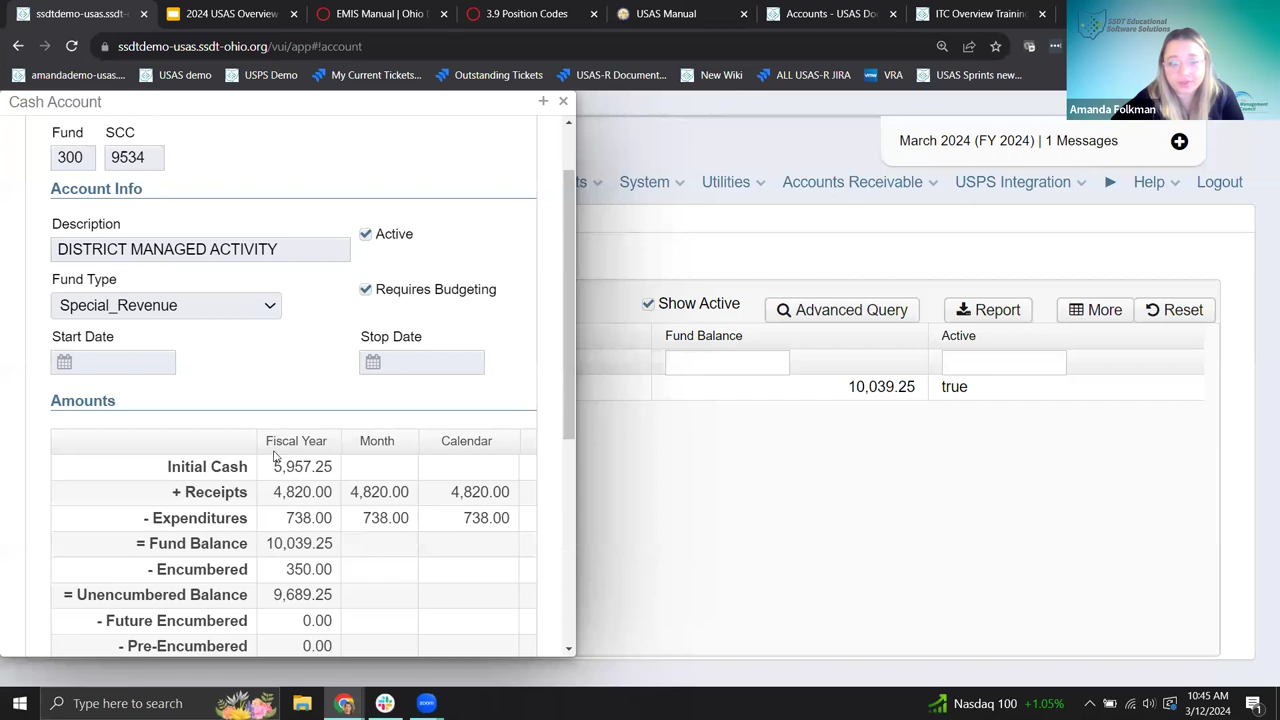 ssdtdemo-usas.ssdt-
2024 USAS Overview
EMIS Manual | Ohio
3.9 Position Codes
USAS Manual
Accounts - USAS Do
ITC Overview Training
ssdtdemo-usas.ssdt-ohio.org/vui/app#!account
amandademo-usas...
USAS demo
USPS Demo
My Current Tickets...
Outstanding Tickets
USAS-R Document...
New Wiki
ALL USAS-R JIRA
VRA
USAS Sprints new...
SSDT Educational
Software Solutions
Amanda Folkman
Cash Account
March 2024 (FY 2024) | 1 Messages
ts System Utilities Accounts Receivable USPS Integration Help Logout
Fund SCC
300 9534
Account Info
Description
DISTRICT MANAGED ACTIVITY
Active
Fund Type
Special_Revenue
Requires Budgeting
Start Date Stop Date
Amounts
Fiscal Year Month Calendar
Initial Cash 5,957.25
+ Receipts 4,820.00 4,820.00 4,820.00
- Expenditures 738.00 738.00 738.00
= Fund Balance 10,039.25
- Encumbered 350.00
= Unencumbered Balance 9,689.25
- Future Encumbered 0.00
- Pre-Encumbered 0.00
Show Active Advanced Query Report More Reset
Fund Balance Active
10,039.25 true
Type here to search
Nasdaq 100 +1.05%
10:45 AM
3/12/2024
1